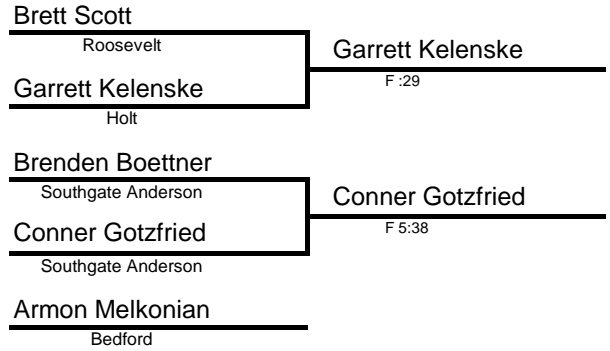 Brett Scott
Roosevelt
Garrett Kelenske
F :29
Garrett Kelenske
Holt
Brenden Boettner
Southgate Anderson
Conner Gotzfried
F 5:38
Conner Gotzfried
Southgate Anderson
Armon Melkonian
Bedford